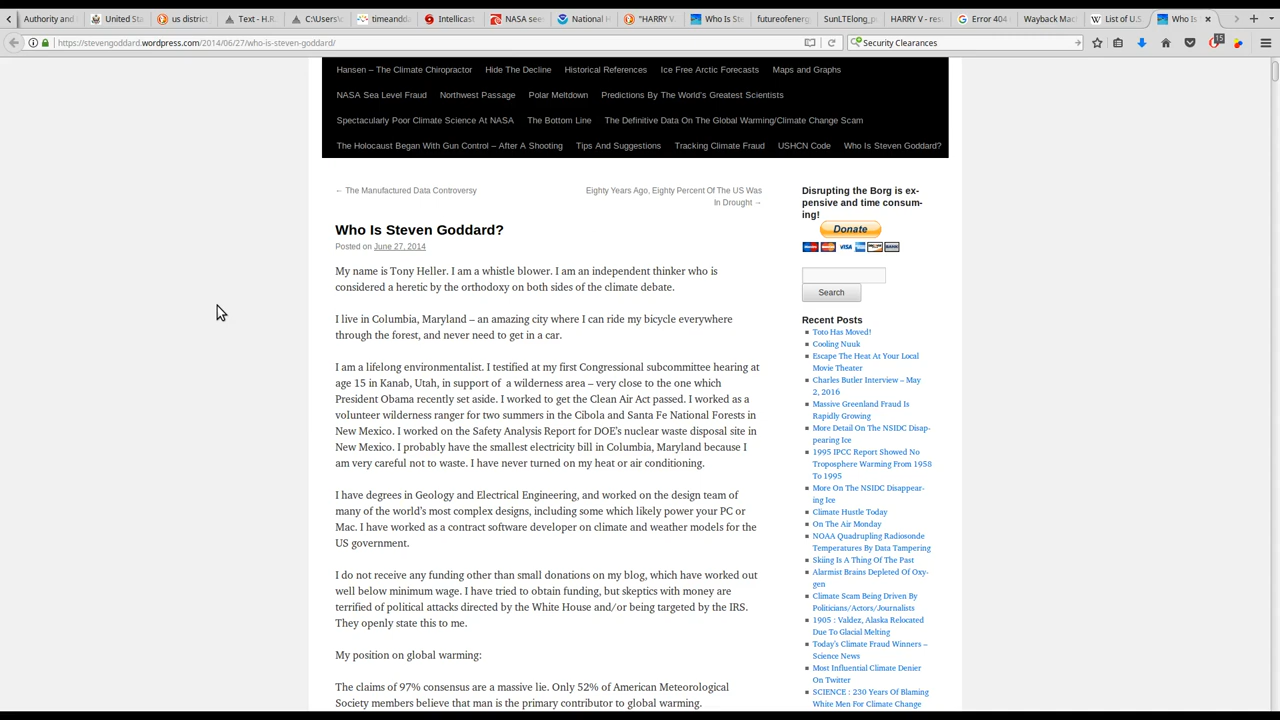 Authority and
United Sta
us district
Text - H.R.
C:\Users\
timeandda
Intellicast
NASA see
National H
"HARRY V
Who Is Ste
futureofener
SunLTElong_pu
HARRY V - res
Error 404
Wayback Mac
List of U.S
Who Is
https://stevengoddard.wordpress.com/2014/06/27/who-is-steven-goddard/
Security Clearances
15
Hansen – The Climate Chiropractor Hide The Decline Historical References Ice Free Arctic Forecasts Maps and Graphs
NASA Sea Level Fraud Northwest Passage Polar Meltdown Predictions By The World's Greatest Scientists
Spectacularly Poor Climate Science At NASA The Bottom Line The Definitive Data On The Global Warming/Climate Change Scam
The Holocaust Began With Gun Control – After A Shooting Tips And Suggestions Tracking Climate Fraud USHCN Code Who Is Steven Goddard?
← The Manufactured Data Controversy
Eighty Years Ago, Eighty Percent Of The US Was
In Drought →
Who Is Steven Goddard?
Posted on June 27, 2014
My name is Tony Heller. I am a whistle blower. I am an independent thinker who is
considered a heretic by the orthodoxy on both sides of the climate debate.
I live in Columbia, Maryland – an amazing city where I can ride my bicycle everywhere
through the forest, and never need to get in a car.
I am a lifelong environmentalist. I testified at my first Congressional subcommittee hearing at
age 15 in Kanab, Utah, in support of a wilderness area – very close to the one which
President Obama recently set aside. I worked to get the Clean Air Act passed. I worked as a
volunteer wilderness ranger for two summers in the Cibola and Santa Fe National Forests in
New Mexico. I worked on the Safety Analysis Report for DOE's nuclear waste disposal site in
New Mexico. I probably have the smallest electricity bill in Columbia, Maryland because I
am very careful not to waste. I have never turned on my heat or air conditioning.
I have degrees in Geology and Electrical Engineering, and worked on the design team of
many of the world's most complex designs, including some which likely power your PC or
Mac. I have worked as a contract software developer on climate and weather models for the
US government.
I do not receive any funding other than small donations on my blog, which have worked out
well below minimum wage. I have tried to obtain funding, but skeptics with money are
terrified of political attacks directed by the White House and/or being targeted by the IRS.
They openly state this to me.
My position on global warming:
The claims of 97% consensus are a massive lie. Only 52% of American Meteorological
Society members believe that man is the primary contributor to global warming.
Disrupting the Borg is ex-
pensive and time consum-
ing!
Donate
VISA
Search
Recent Posts
Toto Has Moved!
Cooling Nuuk
Escape The Heat At Your Local
Movie Theater
Charles Butler Interview – May
2, 2016
Massive Greenland Fraud Is
Rapidly Growing
More Detail On The NSIDC Disap-
pearing Ice
1995 IPCC Report Showed No
Troposphere Warming From 1958
To 1995
More On The NSIDC Disappear-
ing Ice
Climate Hustle Today
On The Air Monday
NOAA Quadrupling Radiosonde
Temperatures By Data Tampering
Skiing Is A Thing Of The Past
Alarmist Brains Depleted Of Oxy-
gen
Climate Scam Being Driven By
Politicians/Actors/Journalists
1905 : Valdez, Alaska Relocated
Due To Glacial Melting
Today's Climate Fraud Winners –
Science News
Most Influential Climate Denier
On Twitter
SCIENCE : 230 Years Of Blaming
White Men For Climate Change